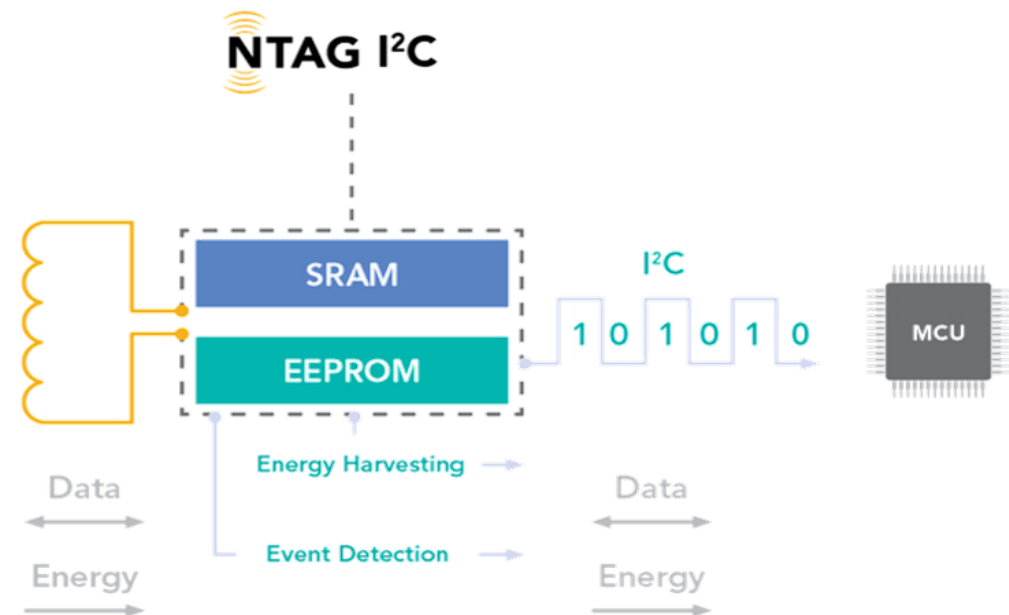 NTAG I²C
SRAM
EEPROM
I²C
1 0 1 0 1 0
MCU
Energy Harvesting
Event Detection
Data
Energy
Data
Energy